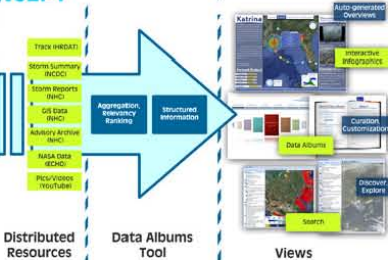 Track (HRDAT)
Storm Summary
(NCDC)
Storm Reports
(NHC)
GIS Data
(NHC)
Advisory Archive
(NHC)
NASA Data
(ECHO)
Pics/Videos
(YouTube)
Distributed
Resources
Aggregation,
Relevancy
Ranking
Structured
Information
Data Albums
Tool
Katrina
Auto-generated
Overviews
Interactive
Infographics
Curation,
Customization
Data Albums
Discover,
Explore
Search
Views